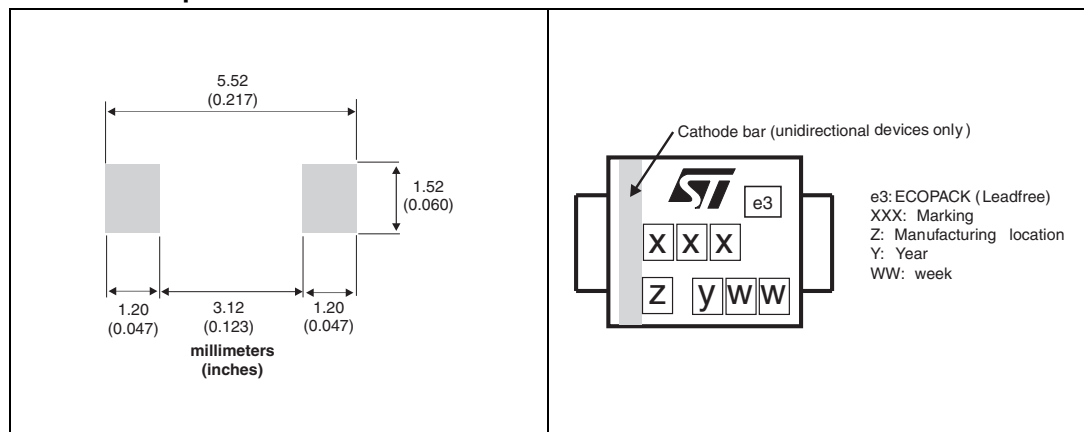 5.52
(0.217)
1.52
(0.060)
1.20
(0.047)
3.12
(0.123)
1.20
(0.047)
millimeters
(inches)
Cathode bar (unidirectional devices only)
ST
e3
x x x
z y w w
e3: ECOPACK (Leadfree)
XXX: Marking
Z: Manufacturing location
Y: Year
WW: week